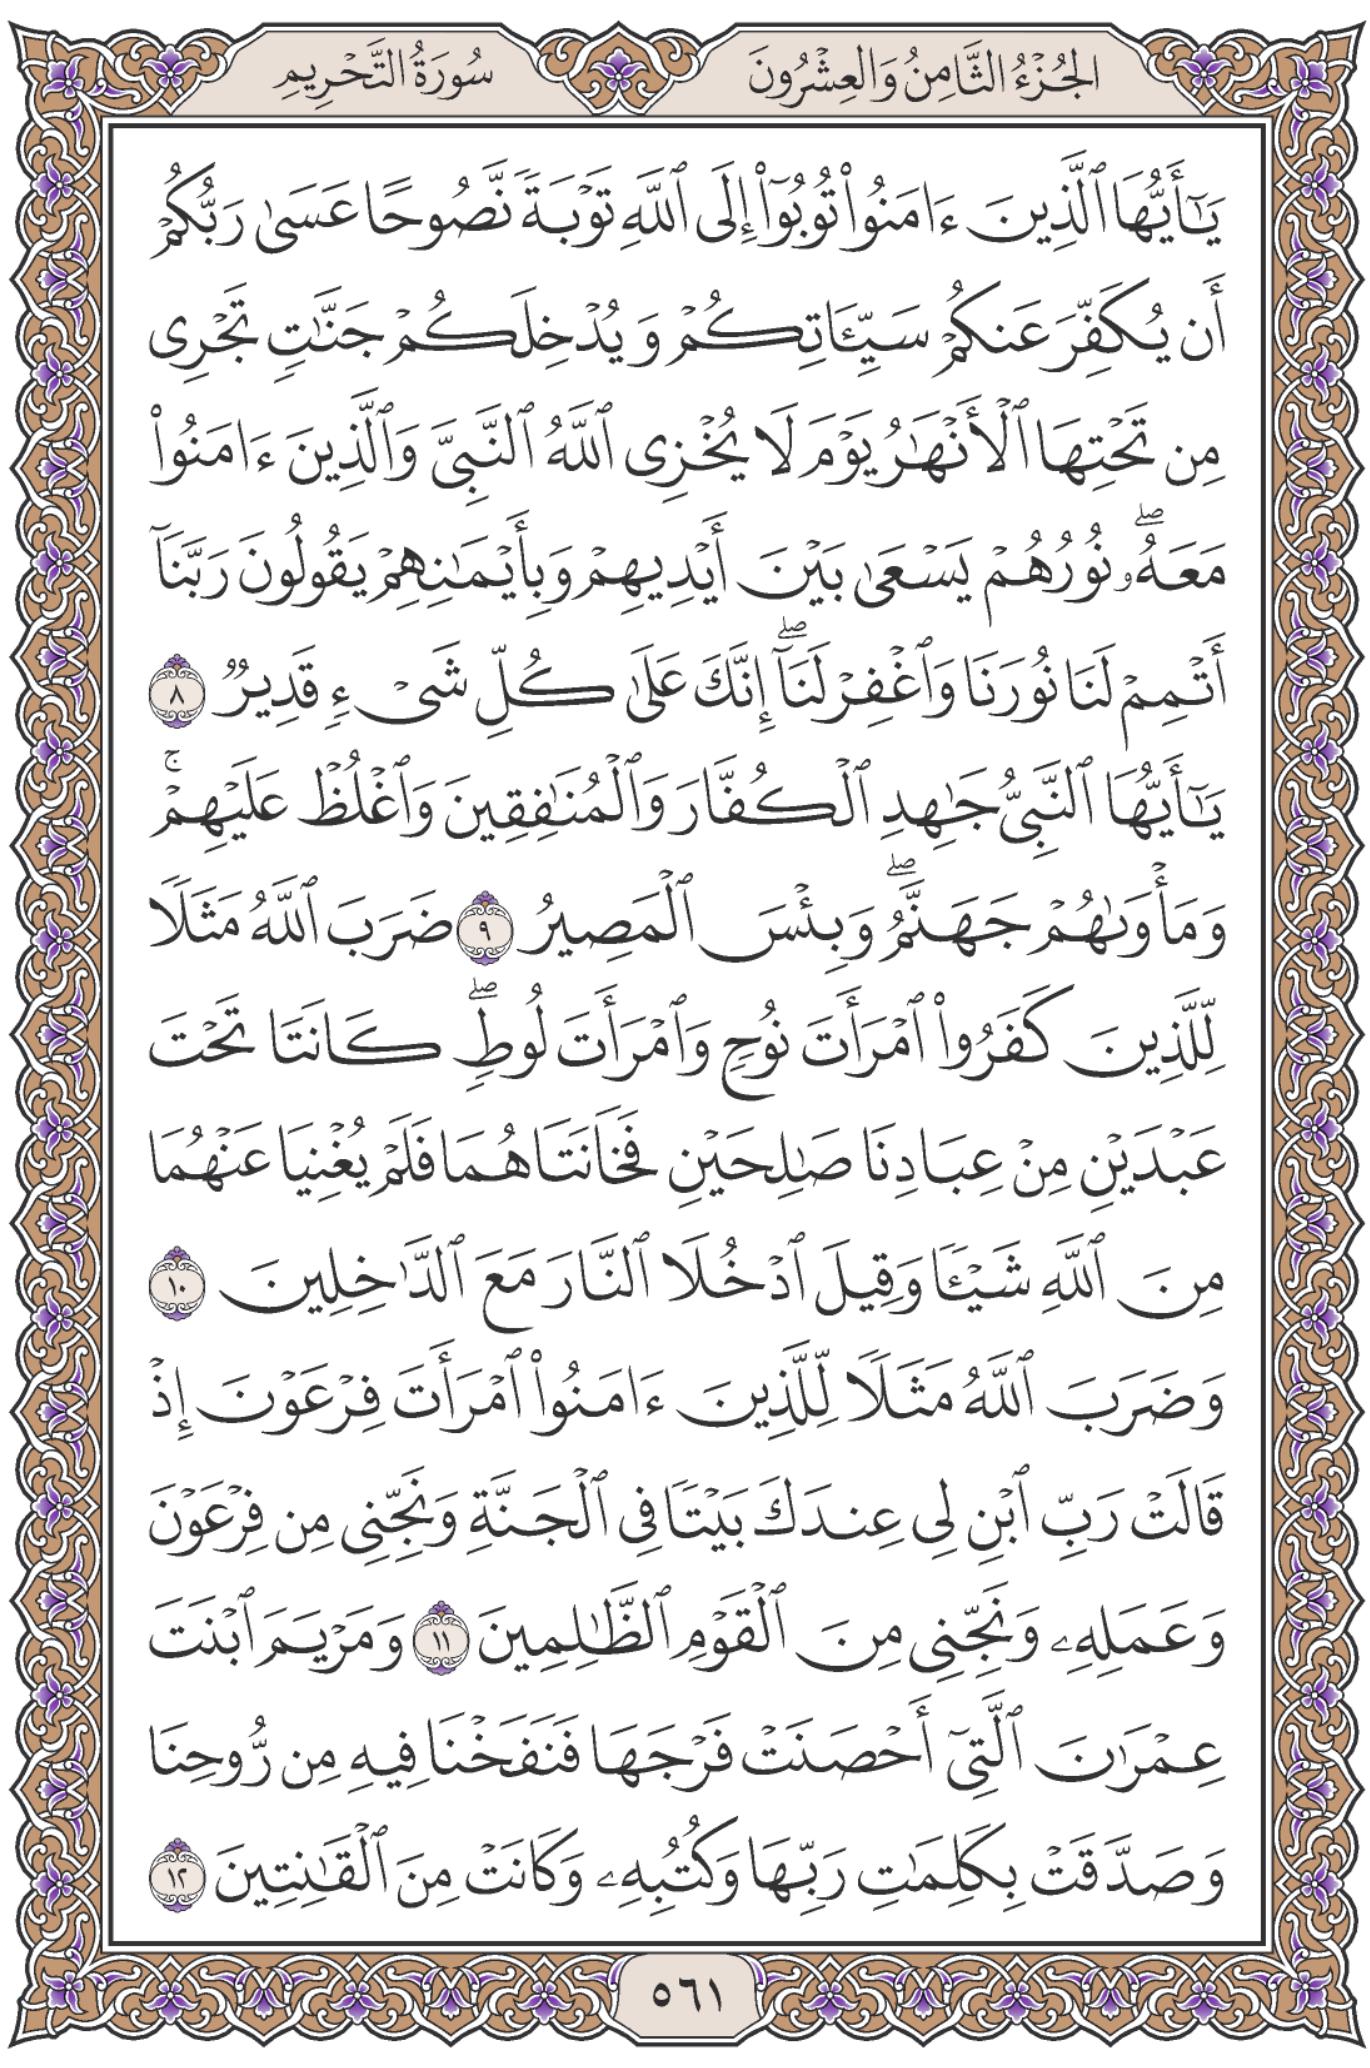 الجُزْءُ الثَّامِنُ وَالعِشْرُونَ
سُورَةُ التَّحْرِيمِ
يَٰٓأَيُّهَا ٱلَّذِينَ ءَامَنُوا۟ تُوبُوٓا۟ إِلَى ٱللَّهِ تَوْبَةً نَّصُوحًا عَسَىٰ رَبُّكُمْ
أَن يُكَفِّرَ عَنكُمْ سَيِّـَٔاتِكُمْ وَيُدْخِلَكُمْ جَنَّٰتٍ تَجْرِى
مِن تَحْتِهَا ٱلْأَنْهَٰرُ يَوْمَ لَا يُخْزِى ٱللَّهُ ٱلنَّبِىَّ وَٱلَّذِينَ ءَامَنُوا۟
مَعَهُۥ ۖ نُورُهُمْ يَسْعَىٰ بَيْنَ أَيْدِيهِمْ وَبِأَيْمَٰنِهِمْ يَقُولُونَ رَبَّنَآ
أَتْمِمْ لَنَا نُورَنَا وَٱغْفِرْ لَنَآ ۖ إِنَّكَ عَلَىٰ كُلِّ شَىْءٍ قَدِيرٌ ٨
يَٰٓأَيُّهَا ٱلنَّبِىُّ جَٰهِدِ ٱلْكُفَّارَ وَٱلْمُنَٰفِقِينَ وَٱغْلُظْ عَلَيْهِمْ ۚ
وَمَأْوَىٰهُمْ جَهَنَّمُ ۖ وَبِئْسَ ٱلْمَصِيرُ ٩ ضَرَبَ ٱللَّهُ مَثَلًا
لِّلَّذِينَ كَفَرُوا۟ ٱمْرَأَتَ نُوحٍ وَٱمْرَأَتَ لُوطٍ ۖ كَانَتَا تَحْتَ
عَبْدَيْنِ مِنْ عِبَادِنَا صَٰلِحَيْنِ فَخَانَتَاهُمَا فَلَمْ يُغْنِيَا عَنْهُمَا
مِنَ ٱللَّهِ شَيْـًٔا وَقِيلَ ٱدْخُلَا ٱلنَّارَ مَعَ ٱلدَّٰخِلِينَ ١٠
وَضَرَبَ ٱللَّهُ مَثَلًا لِّلَّذِينَ ءَامَنُوا۟ ٱمْرَأَتَ فِرْعَوْنَ إِذْ
قَالَتْ رَبِّ ٱبْنِ لِى عِندَكَ بَيْتًا فِى ٱلْجَنَّةِ وَنَجِّنِى مِن فِرْعَوْنَ
وَعَمَلِهِۦ وَنَجِّنِى مِنَ ٱلْقَوْمِ ٱلظَّٰلِمِينَ ١١ وَمَرْيَمَ ٱبْنَتَ
عِمْرَٰنَ ٱلَّتِىٓ أَحْصَنَتْ فَرْجَهَا فَنَفَخْنَا فِيهِ مِن رُّوحِنَا
وَصَدَّقَتْ بِكَلِمَٰتِ رَبِّهَا وَكُتُبِهِۦ وَكَانَتْ مِنَ ٱلْقَٰنِتِينَ ١٢
٥٦١